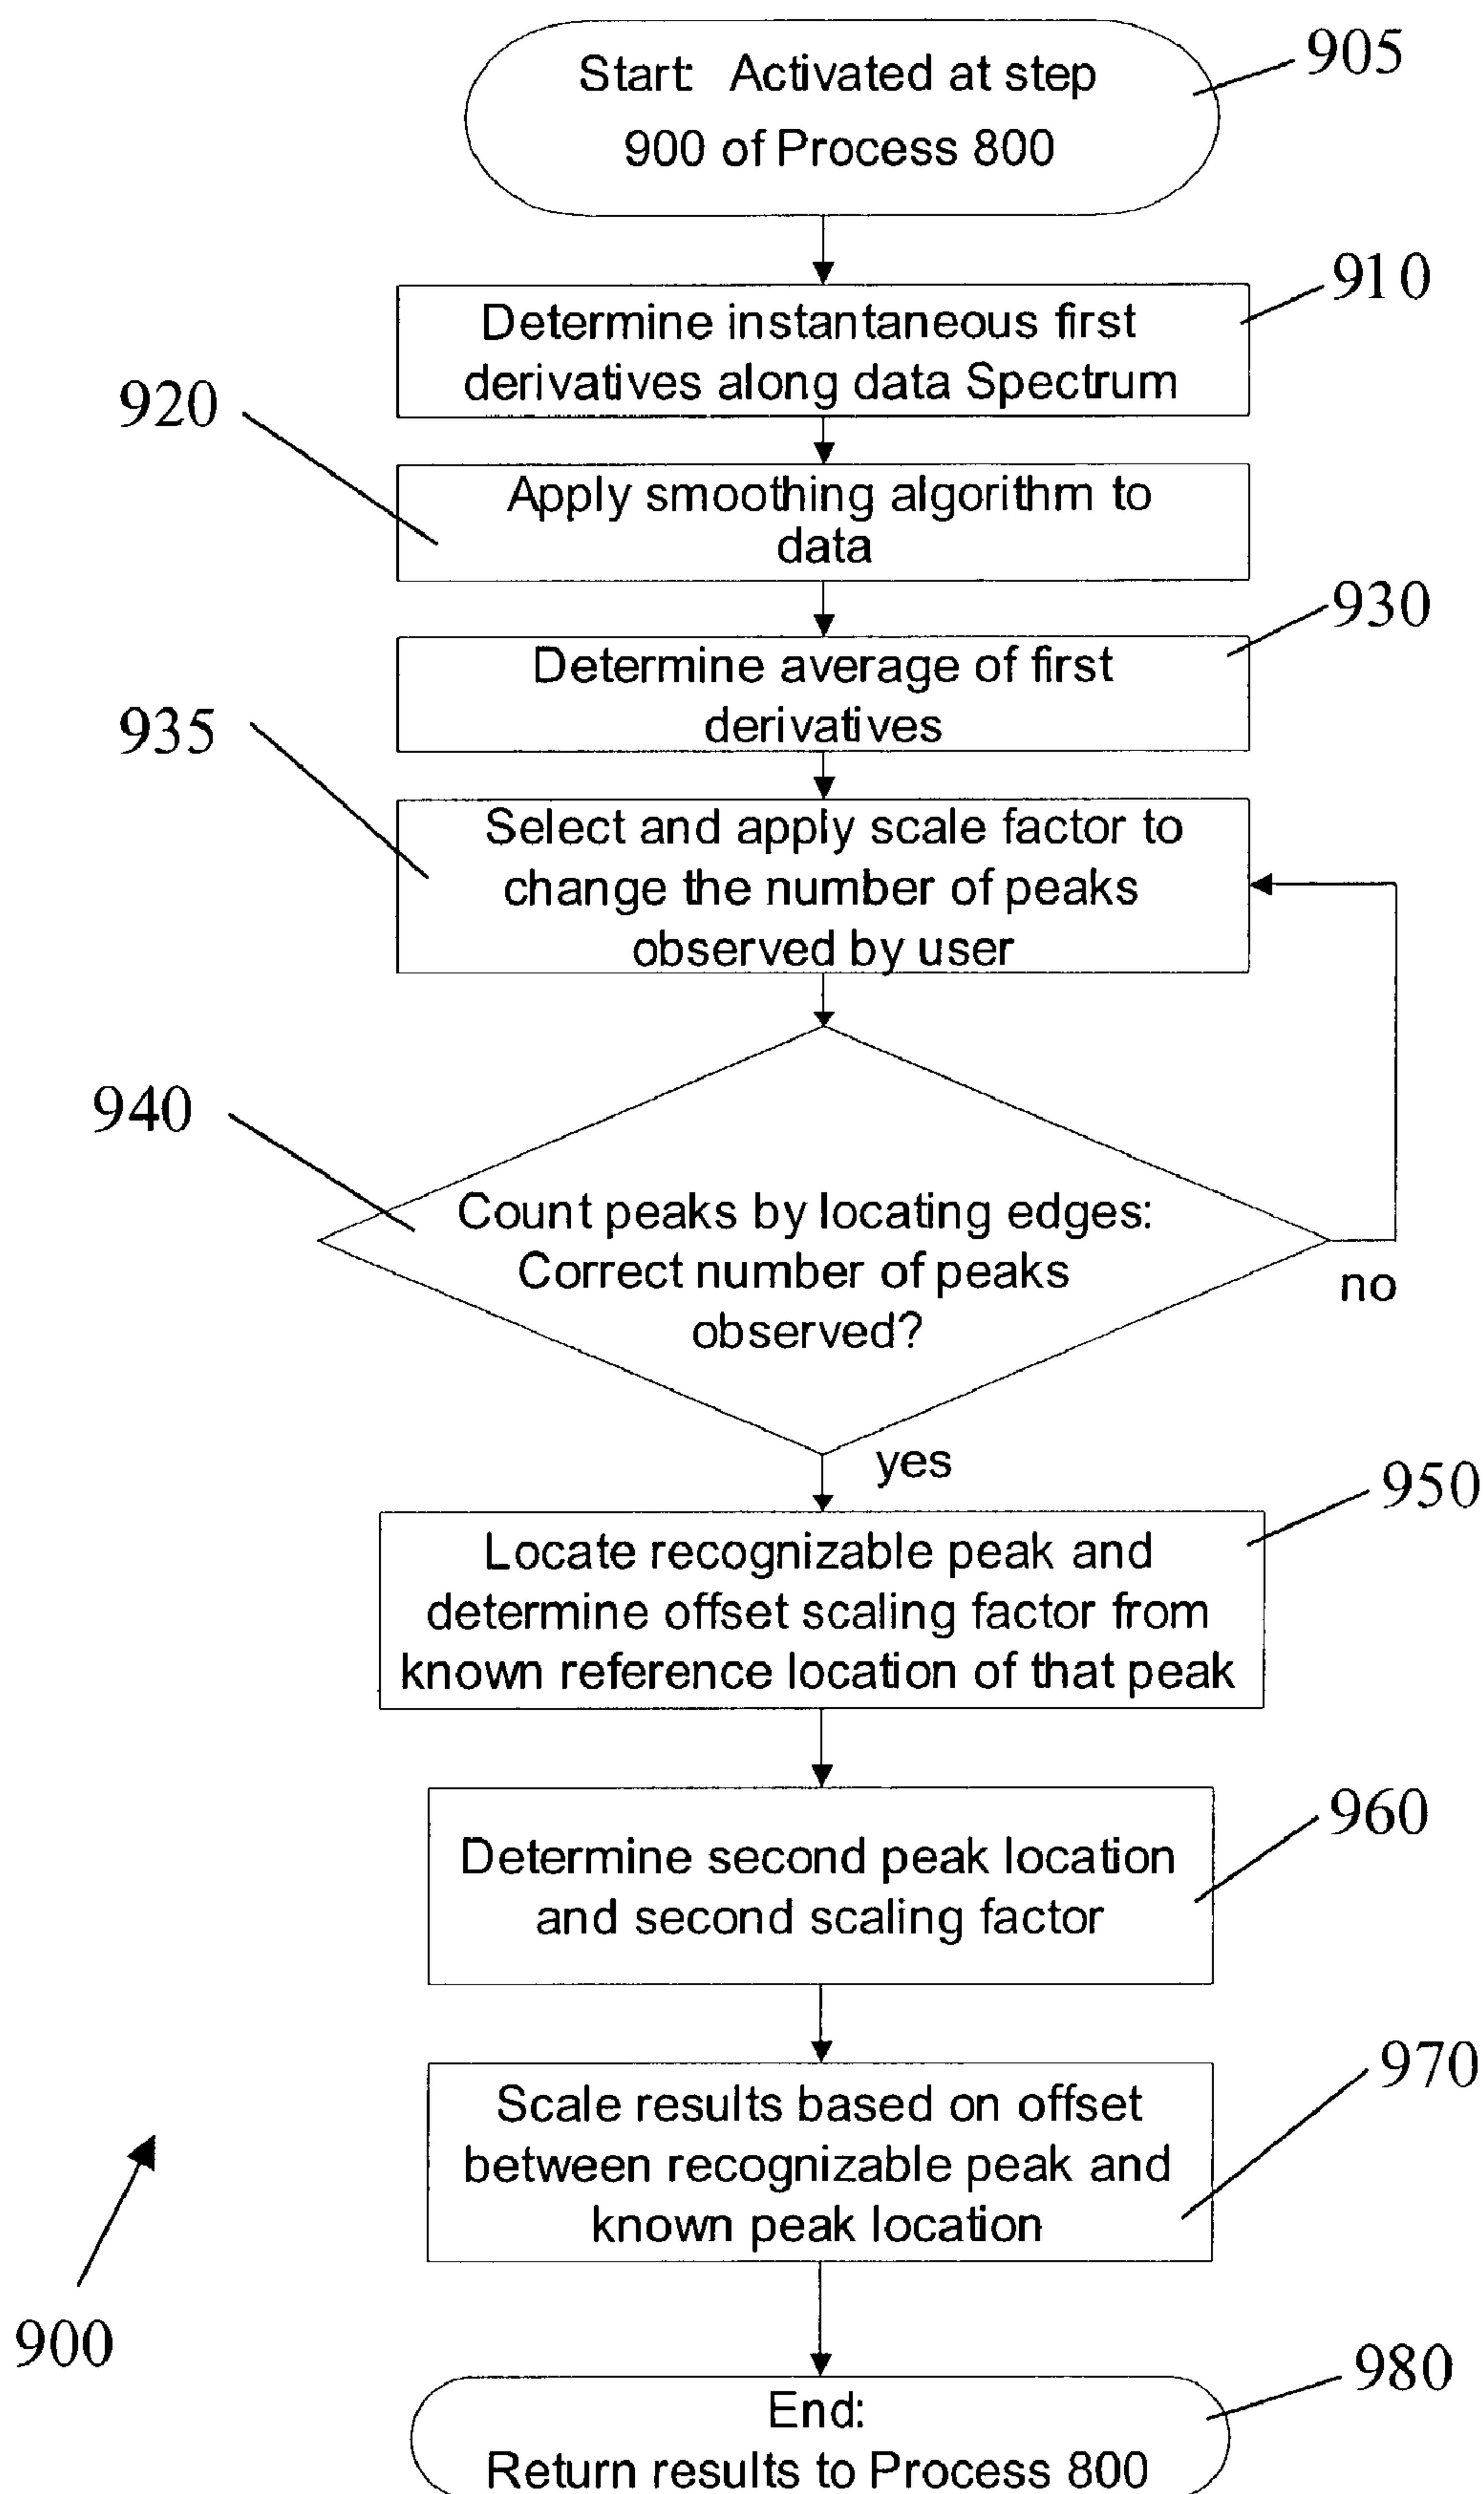 Start: Activated at step
900 of Process 800
905
Determine instantaneous first
derivatives along data Spectrum
910
920
Apply smoothing algorithm to
data
930
Determine average of first
derivatives
935
Select and apply scale factor to
change the number of peaks
observed by user
940
Count peaks by locating edges:
Correct number of peaks
observed?
no
yes
950
Locate recognizable peak and
determine offset scaling factor from
known reference location of that peak
960
Determine second peak location
and second scaling factor
970
Scale results based on offset
between recognizable peak and
known peak location
900
980
End:
Return results to Process 800